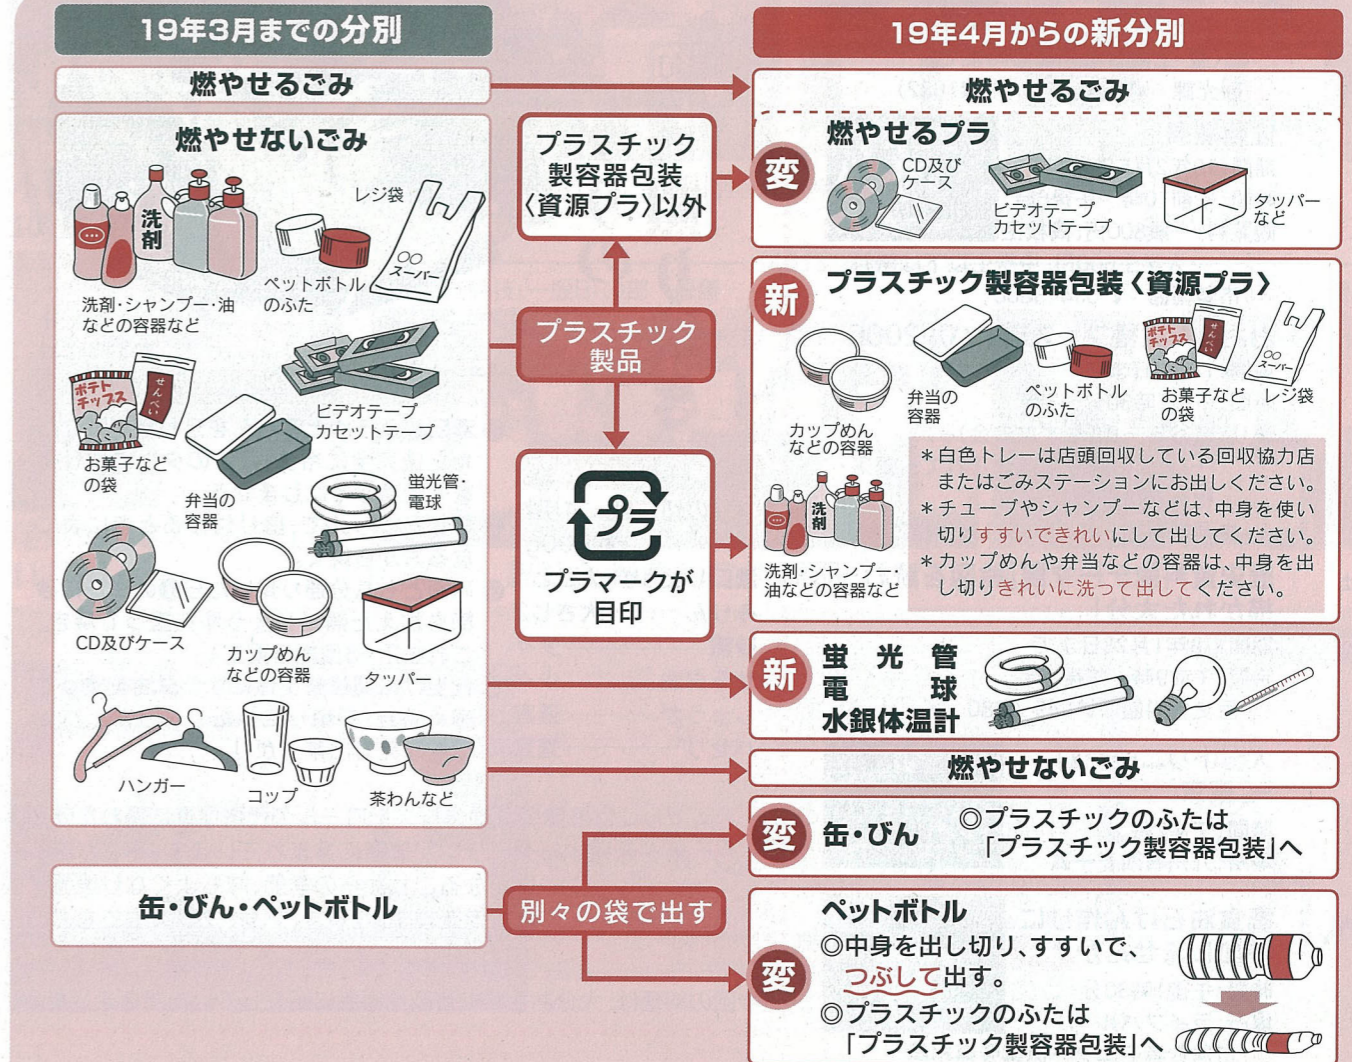 19年3月までの分別
燃やせるごみ
燃やせないごみ
洗剤
レジ袋
○○
スーパー
洗剤・シャンプー・油
などの容器など
ペットボトル
のふた
ポテト
チップス
せんべい
お菓子など
の袋
ビデオテープ
カセットテープ
弁当の
容器
蛍光管・
電球
CD及びケース
カップめん
などの容器
タッパー
ハンガー
コップ
茶わんなど
缶・びん・ペットボトル
プラスチック
製容器包装
〈資源プラ〉以外
プラスチック
製品
プラ
プラマークが
目印
別々の袋で出す
19年4月からの新分別
燃やせるごみ
変
燃やせるプラ
CD及び
ケース
ビデオテープ
カセットテープ
タッパー
など
新
プラスチック製容器包装〈資源プラ〉
カップめん
などの容器
弁当の
容器
ペットボトル
のふた
ポテト
チップス
せんべい
お菓子など
の袋
○○
スーパー
レジ袋
洗剤
洗剤・シャンプー・
油などの容器など
*白色トレーは店頭回収している回収協力店
またはごみステーションにお出しください。
*チューブやシャンプーなどは、中身を使い
切りすすいできれいにして出してください。
*カップめんや弁当などの容器は、中身を出
し切りきれいに洗って出してください。
新
蛍光管
電球
水銀体温計
燃やせないごみ
変
缶・びん
◎プラスチックのふたは
「プラスチック製容器包装」へ
変
ペットボトル
◎中身を出し切り、すすいで、
つぶして出す。
◎プラスチックのふたは
「プラスチック製容器包装」へ